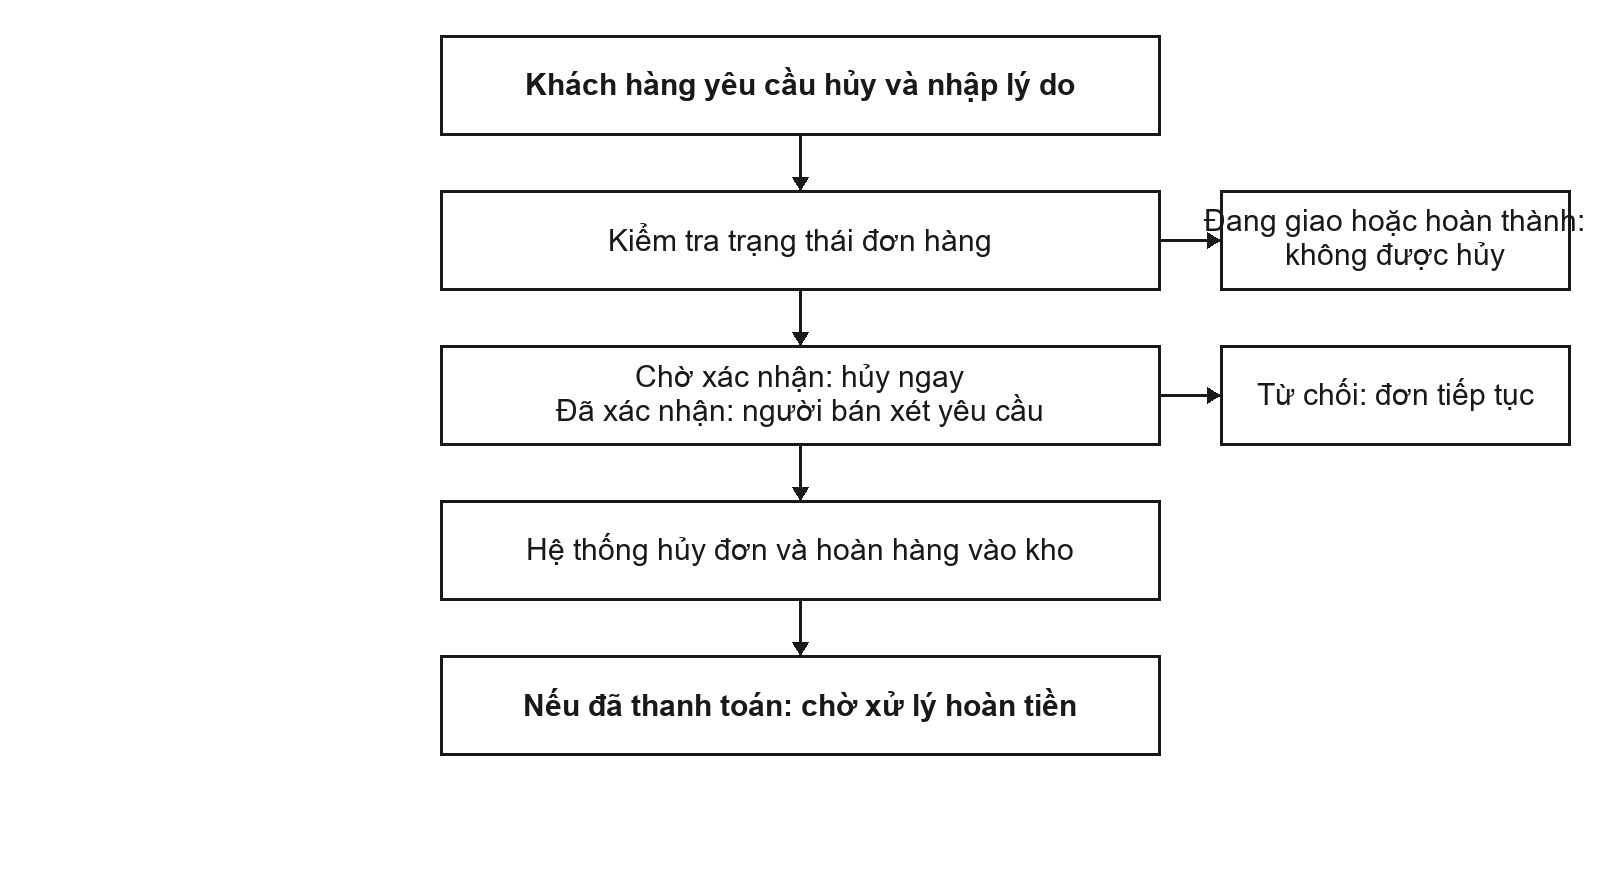 Khách hàng yêu cầu hủy và nhập lý do
Kiểm tra trạng thái đơn hàng
Đang giao hoặc hoàn thành:
không được hủy
Chờ xác nhận: hủy ngay
Đã xác nhận: người bán xét yêu cầu
Từ chối: đơn tiếp tục
Hệ thống hủy đơn và hoàn hàng vào kho
Nếu đã thanh toán: chờ xử lý hoàn tiền